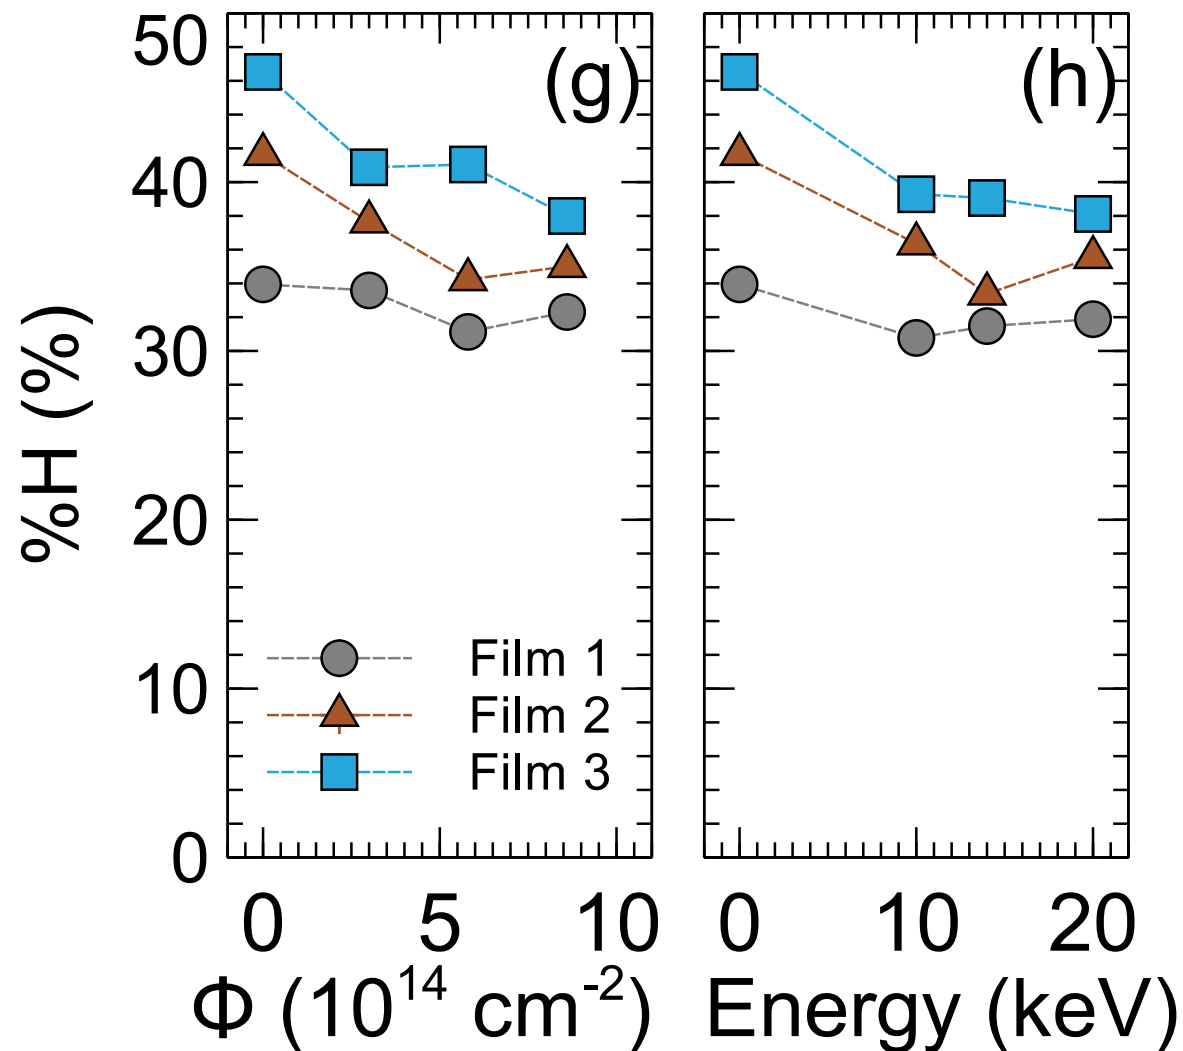 50
40
30
20
10
0
%H (%)
(g)
Film 1
Film 2
Film 3
0 5 10
Φ (10¹⁴ cm⁻²)
(h)
0 10 20
Energy (keV)